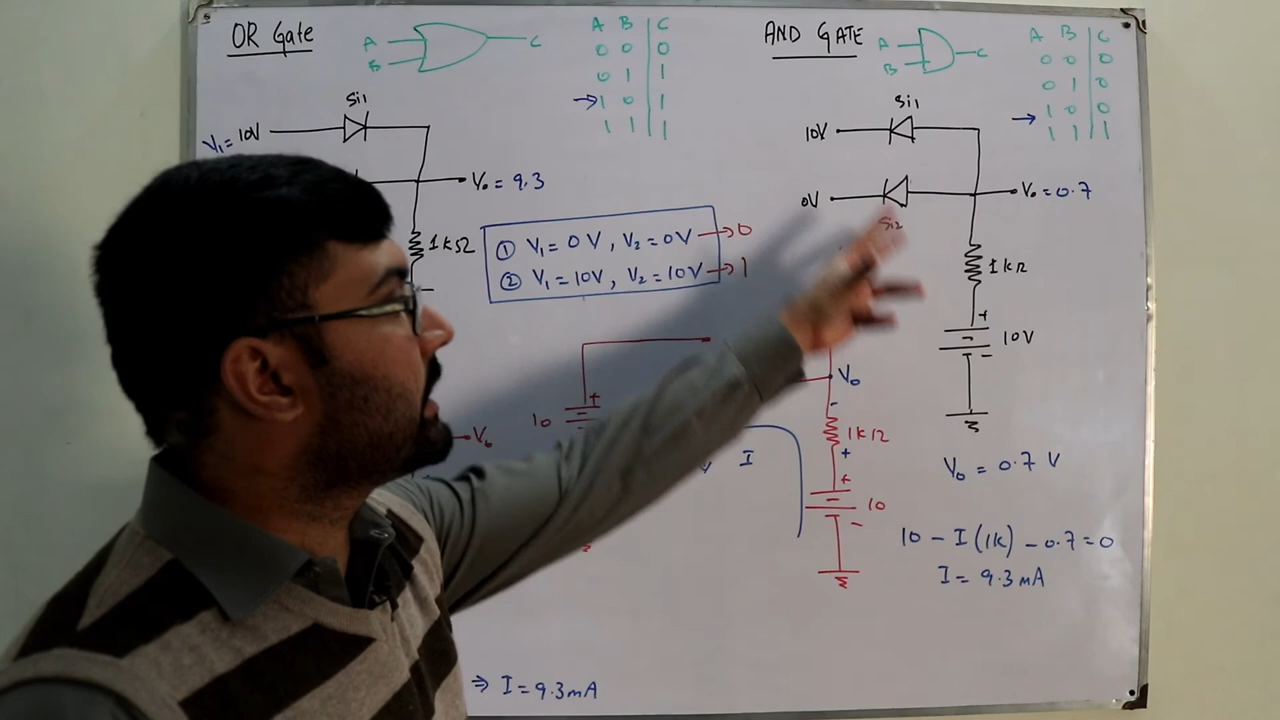 OR Gate
A
B
C
A B C
0 0 0
0 1 1
→ 1 0 1
1 1 1
Si1
V₁ = 10V
V₀ = 9.3
1kΩ
① V₁ = 0V, V₂ = 0V → 0
② V₁ = 10V, V₂ = 10V → 1
AND GATE
A
B
C
A B C
0 0 0
0 1 0
1 0 0
→ 1 1 1
Si1
10V
0V
Si2
V₀ = 0.7
1kΩ
+
10V
-
V₀ = 0.7 V
10 - I(1k) - 0.7 = 0
I = 9.3mA
+
10
V₀
-
1kΩ
+
I
+
10
-
⇒ I = 9.3mA